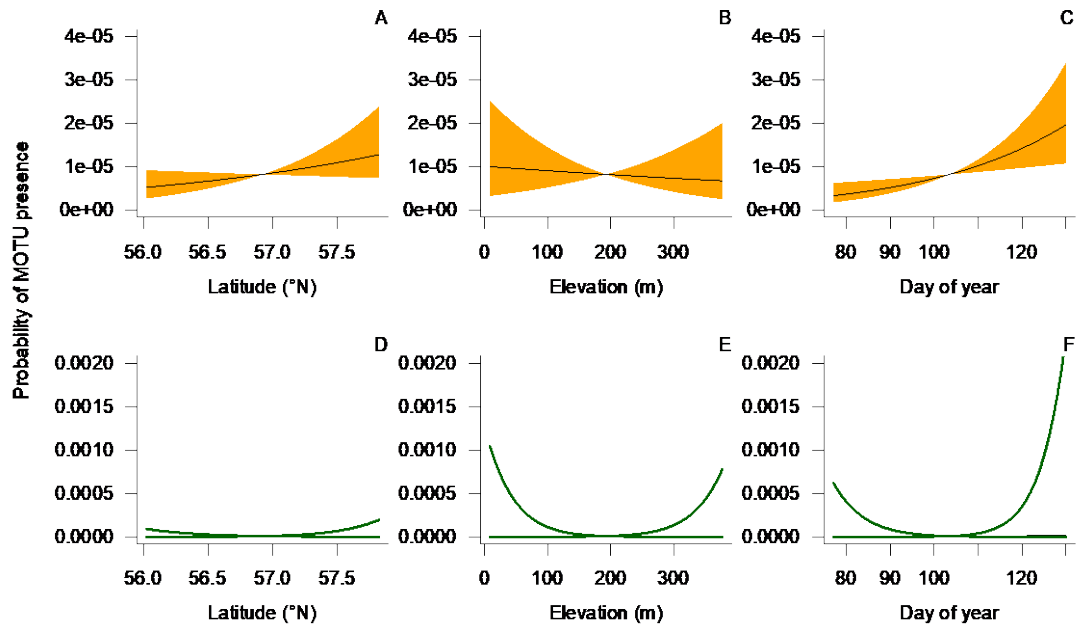 A
B
C
4e-05
3e-05
2e-05
1e-05
0e+00
56.0 56.5 57.0 57.5
Latitude (°N)
4e-05
3e-05
2e-05
1e-05
0e+00
0 100 200 300
Elevation (m)
4e-05
3e-05
2e-05
1e-05
0e+00
80 90 100 120
Day of year
Probability of MOTU presence
D
E
F
0.0020
0.0015
0.0010
0.0005
0.0000
56.0 56.5 57.0 57.5
Latitude (°N)
0.0020
0.0015
0.0010
0.0005
0.0000
0 100 200 300
Elevation (m)
0.0020
0.0015
0.0010
0.0005
0.0000
80 90 100 120
Day of year